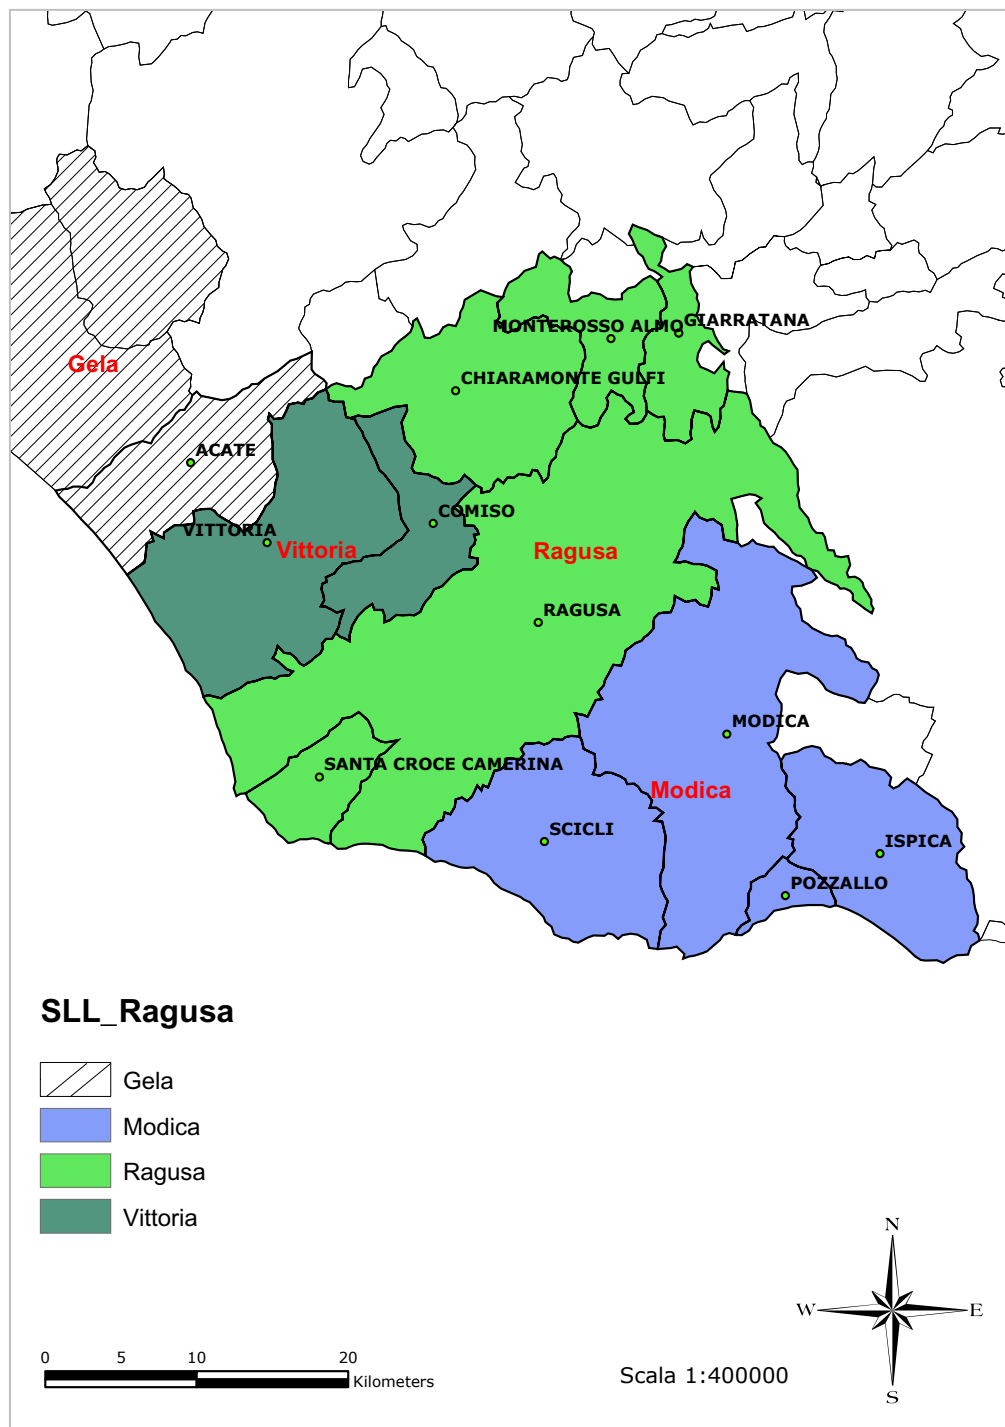 MONTEROSSO ALMO
GIARRATANA
Gela
CHIARAMONTE GULFI
ACATE
COMISO
VITTORIA
Vittoria
Ragusa
RAGUSA
MODICA
SANTA CROCE CAMERINA
Modica
SCICLI
ISPICA
POZZALLO
SLL_Ragusa
Gela
Modica
Ragusa
Vittoria
N
W E
S
0 5 10 20
Kilometers
Scala 1:400000